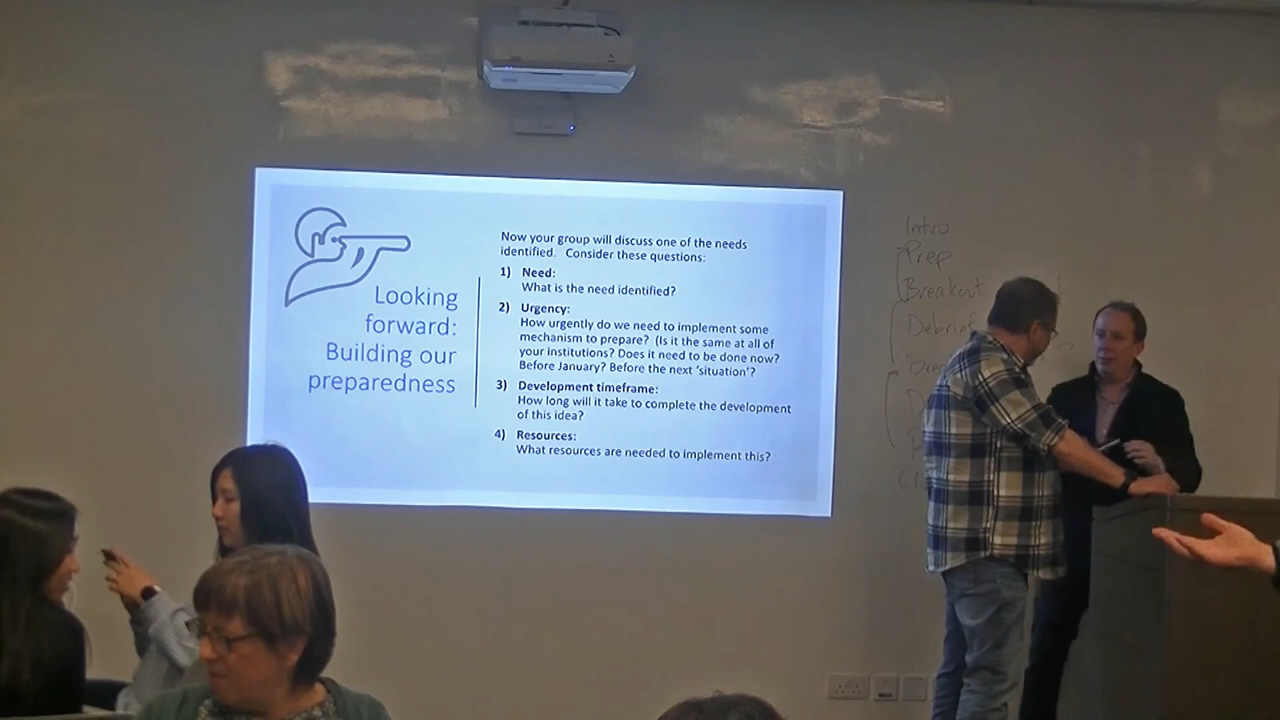 Looking
forward:
Building our
preparedness
Now your group will discuss one of the needs
identified. Consider these questions:
1) Need:
What is the need identified?
2) Urgency:
How urgently do we need to implement some
mechanism to prepare? (Is it the same at all of
your institutions? Does it need to be done now?
Before January? Before the next 'situation'?
3) Development timeframe:
How long will it take to complete the development
of this idea?
4) Resources:
What resources are needed to implement this?
Intro
Prep
Breakout